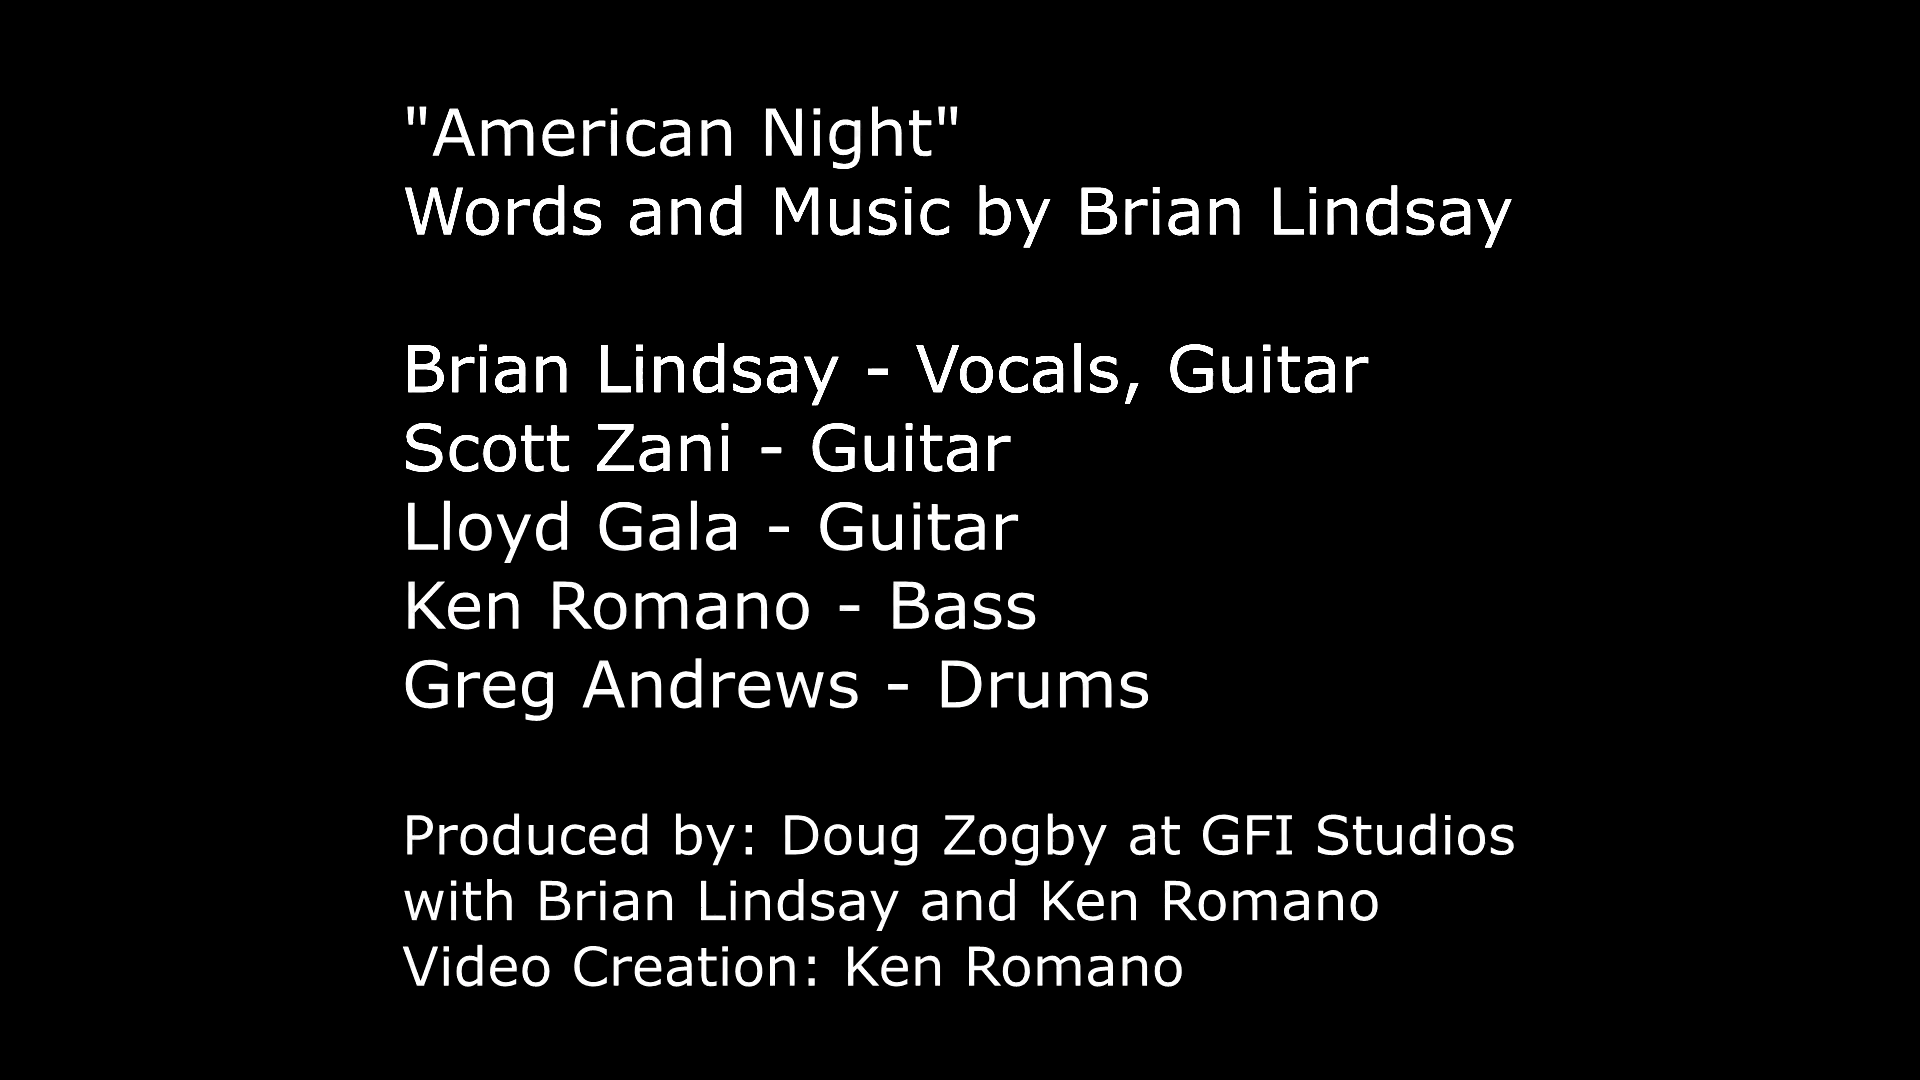 "American Night"
Words and Music by Brian Lindsay
Brian Lindsay - Vocals, Guitar
Scott Zani - Guitar
Lloyd Gala - Guitar
Ken Romano - Bass
Greg Andrews - Drums
Produced by: Doug Zogby at GFI Studios
with Brian Lindsay and Ken Romano
Video Creation: Ken Romano